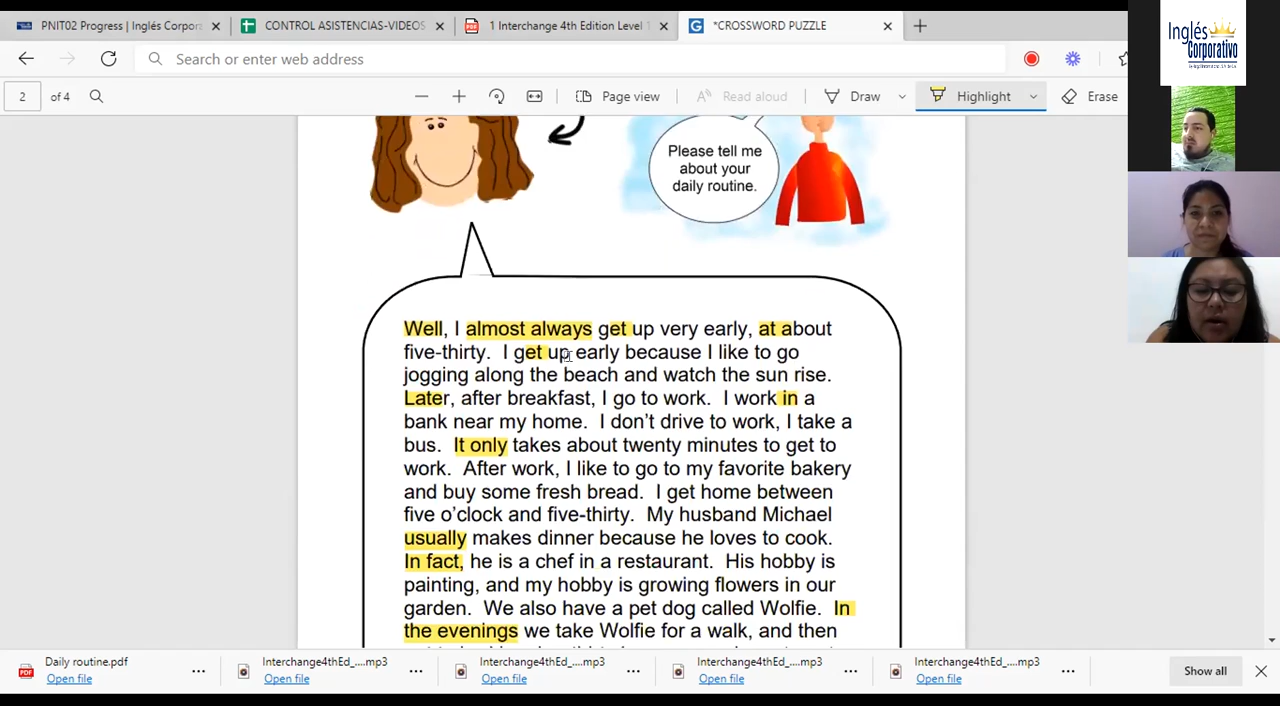 PNIT02 Progress | Inglés Corpor
CONTROL ASISTENCIAS-VIDEOS
1 Interchange 4th Edition Level 1
*CROSSWORD PUZZLE
Search or enter web address
2 of 4
Page view
Read aloud
Draw
Highlight
Erase
Inglés
Corporativo
Please tell me
about your
daily routine.
Well, I almost always get up very early, at about
five-thirty. I get up early because I like to go
jogging along the beach and watch the sun rise.
Later, after breakfast, I go to work. I work in a
bank near my home. I don't drive to work, I take a
bus. It only takes about twenty minutes to get to
work. After work, I like to go to my favorite bakery
and buy some fresh bread. I get home between
five o'clock and five-thirty. My husband Michael
usually makes dinner because he loves to cook.
In fact, he is a chef in a restaurant. His hobby is
painting, and my hobby is growing flowers in our
garden. We also have a pet dog called Wolfie. In
the evenings we take Wolfie for a walk, and then
Daily routine.pdf
Open file
Interchange4thEd_....mp3
Open file
Interchange4thEd_....mp3
Open file
Interchange4thEd_....mp3
Open file
Interchange4thEd_....mp3
Open file
Show all